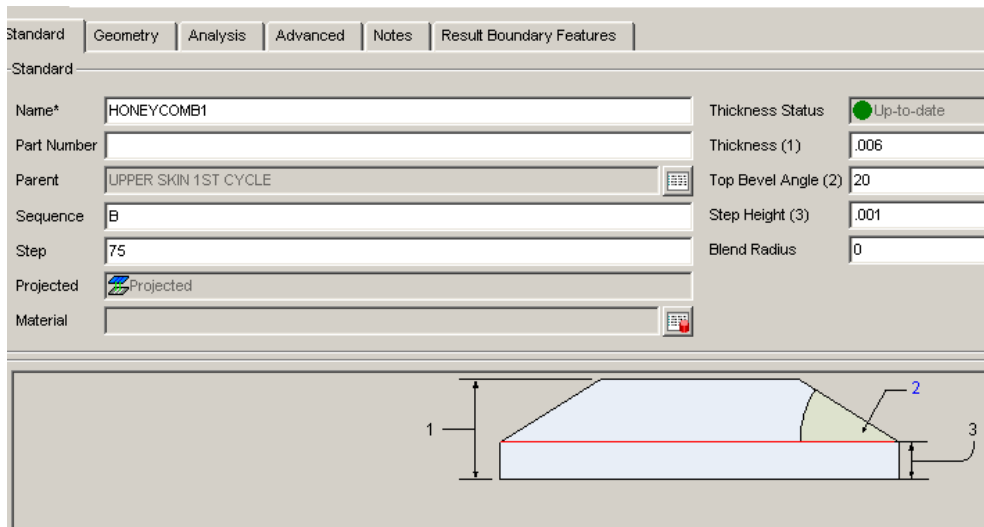 Standard Geometry Analysis Advanced Notes Result Boundary Features
Standard
Name* HONEYCOMB1
Part Number
Parent UPPER SKIN 1ST CYCLE
Sequence B
Step 75
Projected Projected
Material
Thickness Status Up-to-date
Thickness (1) .006
Top Bevel Angle (2) 20
Step Height (3) .001
Blend Radius 0
2
1
3